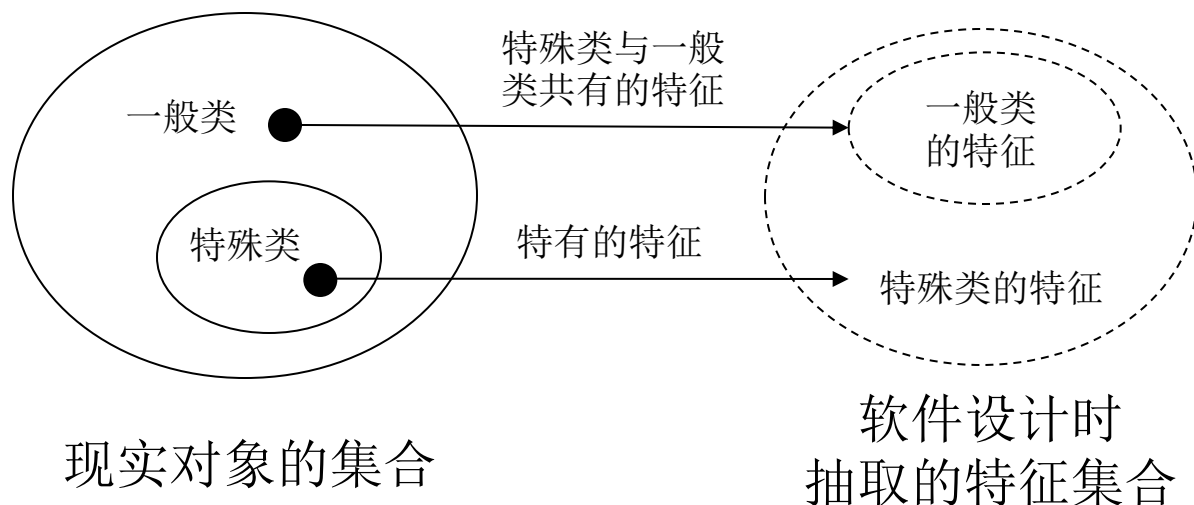 特殊类与一般
类共有的特征
一般类
一般类
的特征
特殊类
特有的特征
特殊类的特征
现实对象的集合
软件设计时
抽取的特征集合